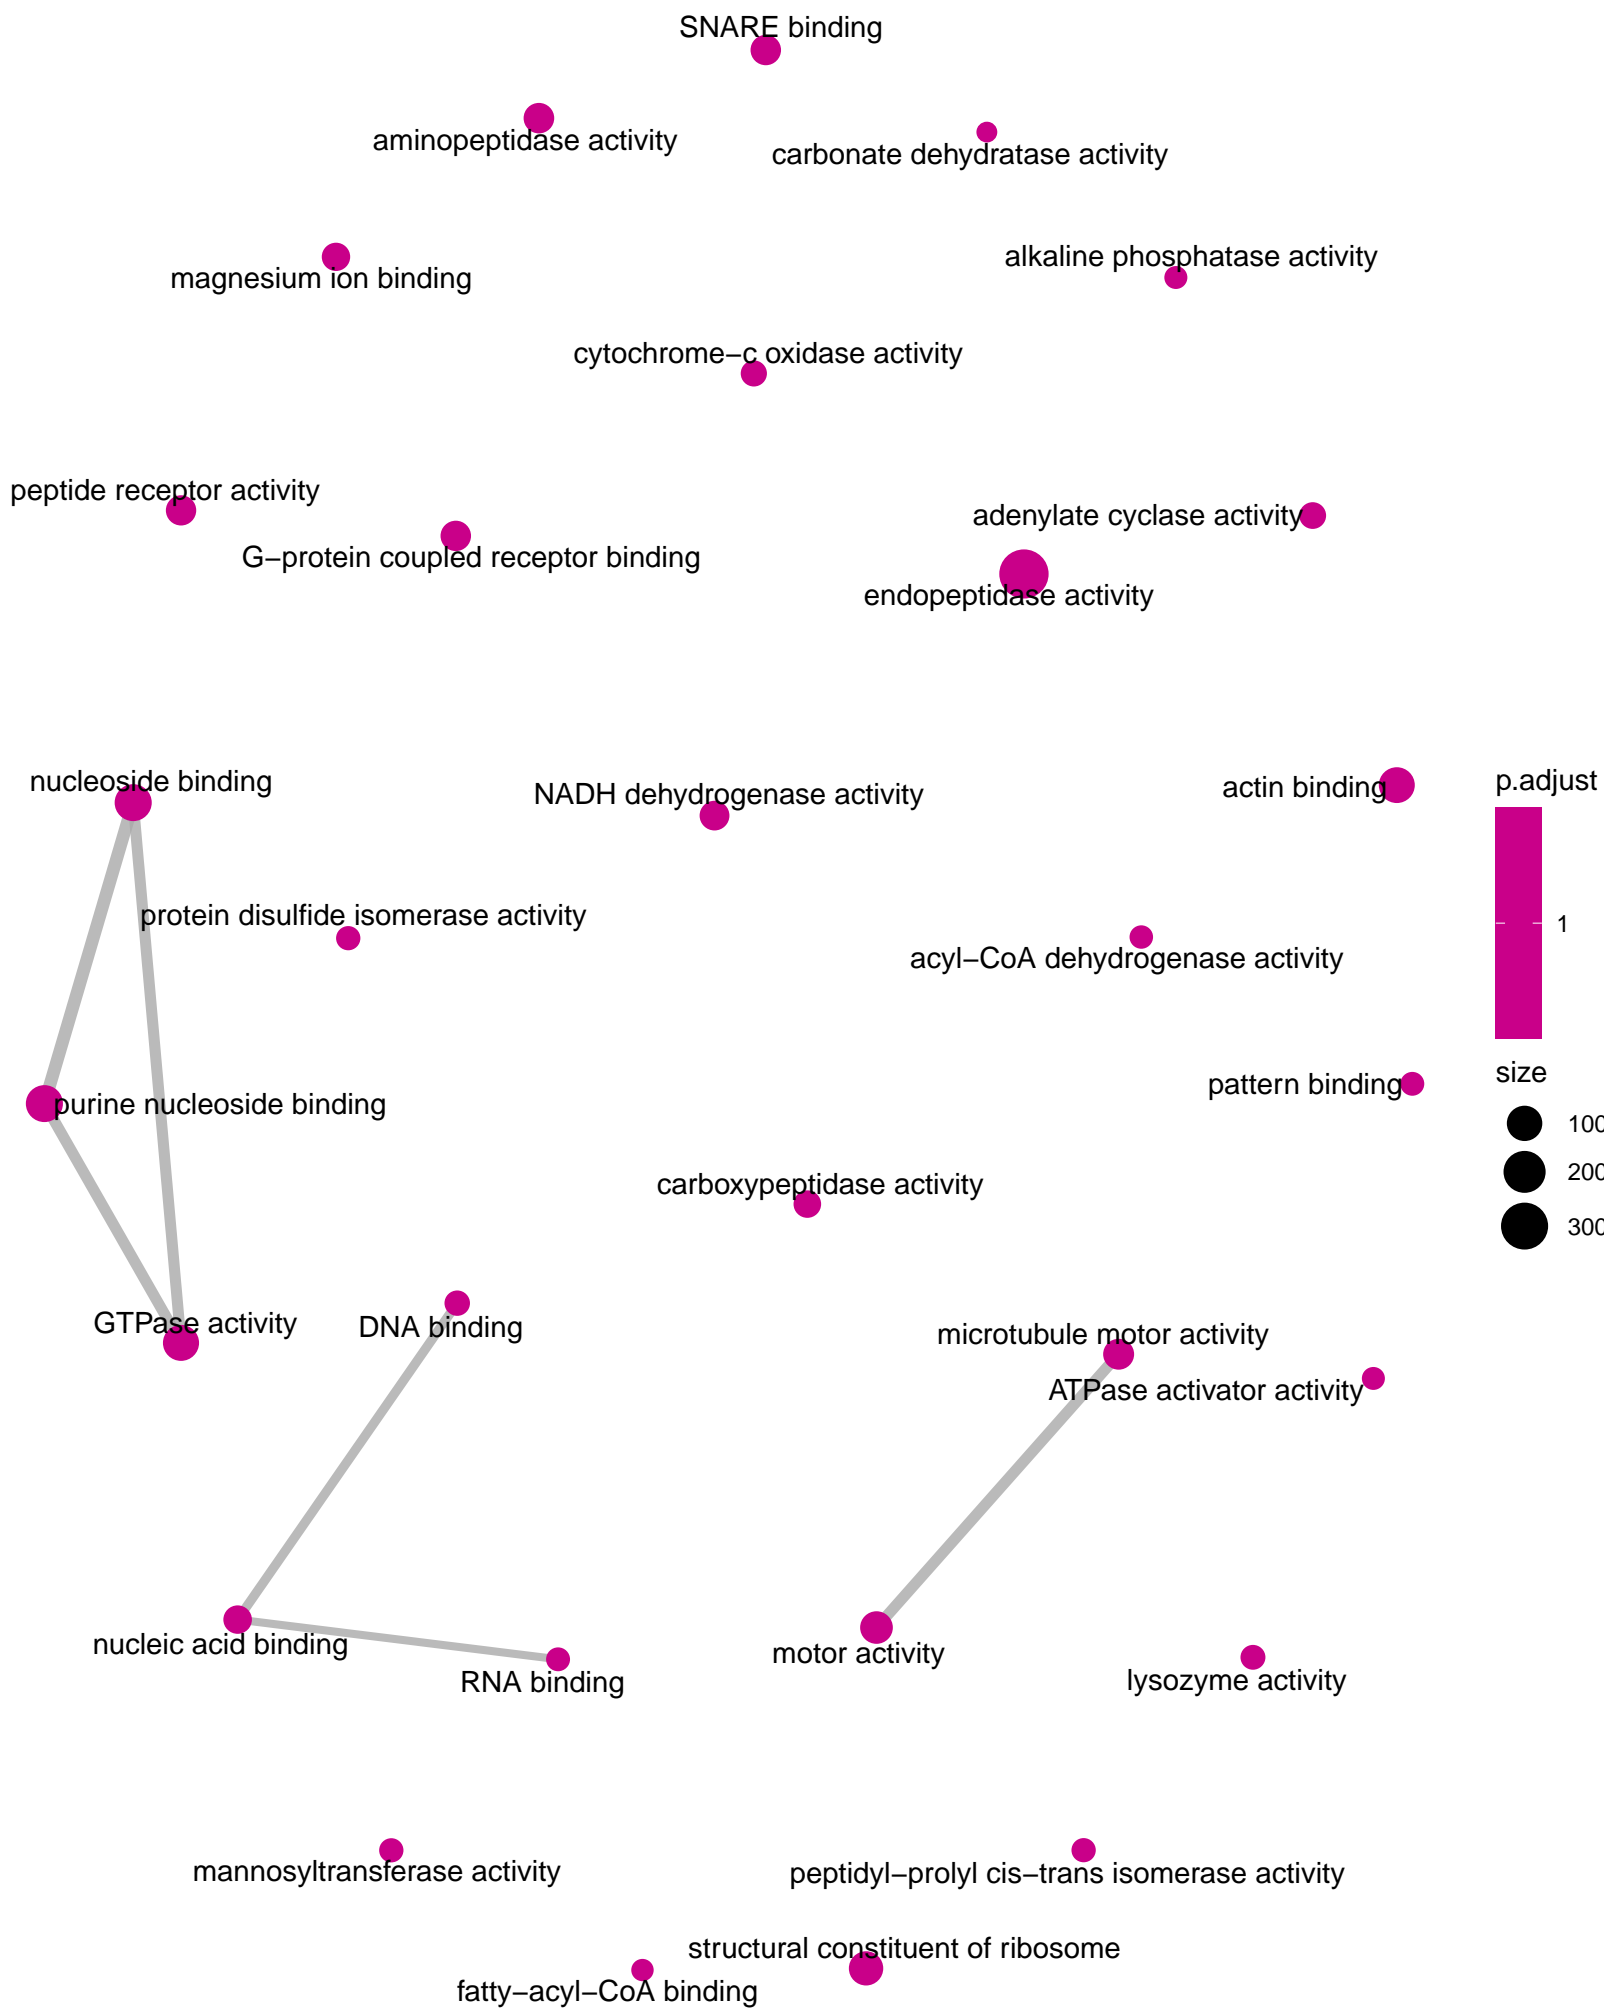 SNARE binding
aminopeptidase activity
carbonate dehydratase activity
magnesium ion binding
alkaline phosphatase activity
cytochrome−c oxidase activity
peptide receptor activity
adenylate cyclase activity
G−protein coupled receptor binding
endopeptidase activity
nucleoside binding
NADH dehydrogenase activity
actin binding
p.adjust
protein disulfide isomerase activity
1
acyl−CoA dehydrogenase activity
size
pattern binding
purine nucleoside binding
100
200
carboxypeptidase activity
300
GTPase activity
DNA binding
microtubule motor activity
ATPase activator activity
nucleic acid binding
motor activity
RNA binding
lysozyme activity
mannosyltransferase activity
peptidyl−prolyl cis−trans isomerase activity
structural constituent of ribosome
fatty−acyl−CoA binding